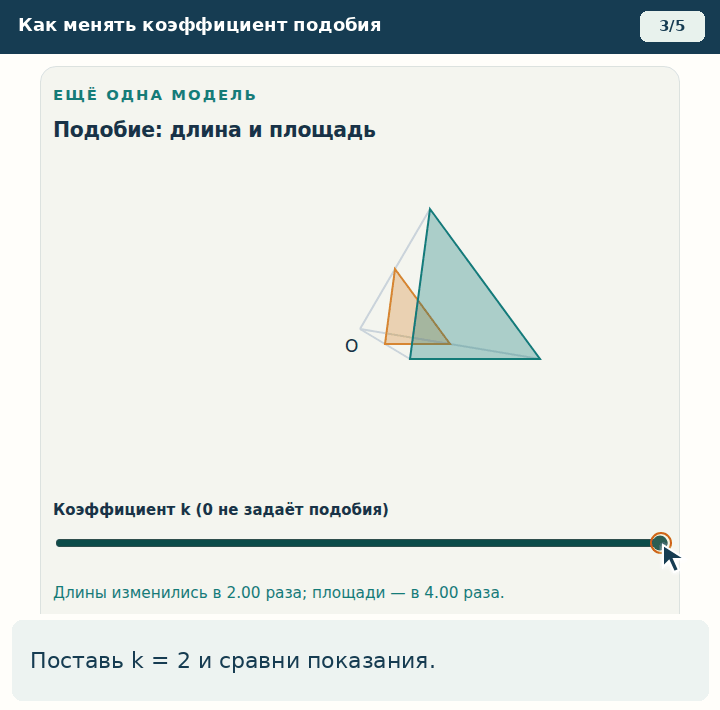 Как менять коэффициент подобия
3/5
ЕЩЁ ОДНА МОДЕЛЬ
Подобие: длина и площадь
O
Коэффициент k (0 не задаёт подобия)
Длины изменились в 2.00 раза; площади — в 4.00 раза.
Поставь k = 2 и сравни показания.